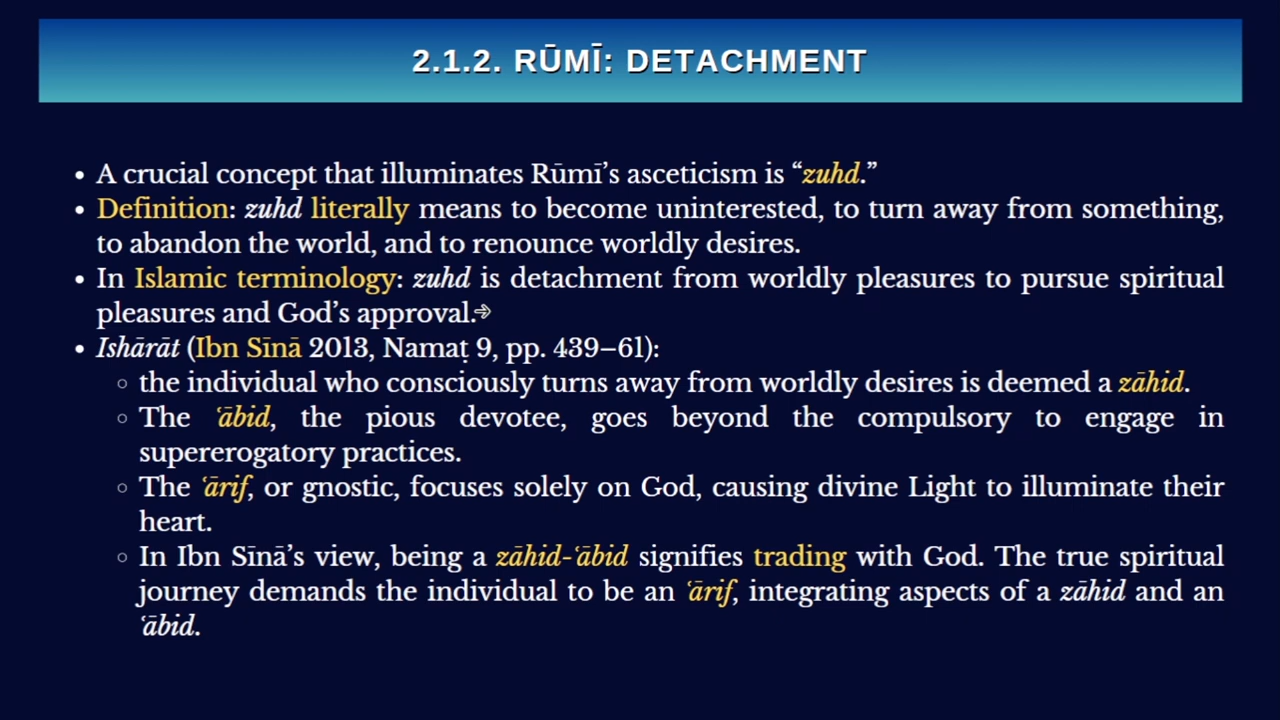 2.1.2. RŪMĪ: DETACHMENT
• A crucial concept that illuminates Rūmī’s asceticism is “zuhd.”
• Definition: zuhd literally means to become uninterested, to turn away from something,
to abandon the world, and to renounce worldly desires.
• In Islamic terminology: zuhd is detachment from worldly pleasures to pursue spiritual
pleasures and God’s approval.
• Ishārāt (Ibn Sīnā 2013, Namaṭ 9, pp. 439–61):
○ the individual who consciously turns away from worldly desires is deemed a zāhid.
○ The ʿābid, the pious devotee, goes beyond the compulsory to engage in
supererogatory practices.
○ The ʿārif, or gnostic, focuses solely on God, causing divine Light to illuminate their
heart.
○ In Ibn Sīnā’s view, being a zāhid-ʿābid signifies trading with God. The true spiritual
journey demands the individual to be an ʿārif, integrating aspects of a zāhid and an
ʿābid.